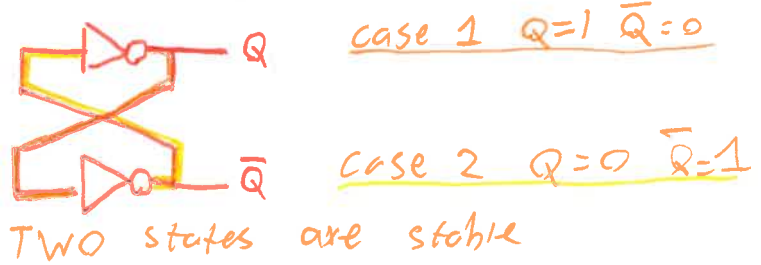 Q case 1 Q=1 Q̅=0
Q̅ case 2 Q=0 Q̅=1
TWO states are stable